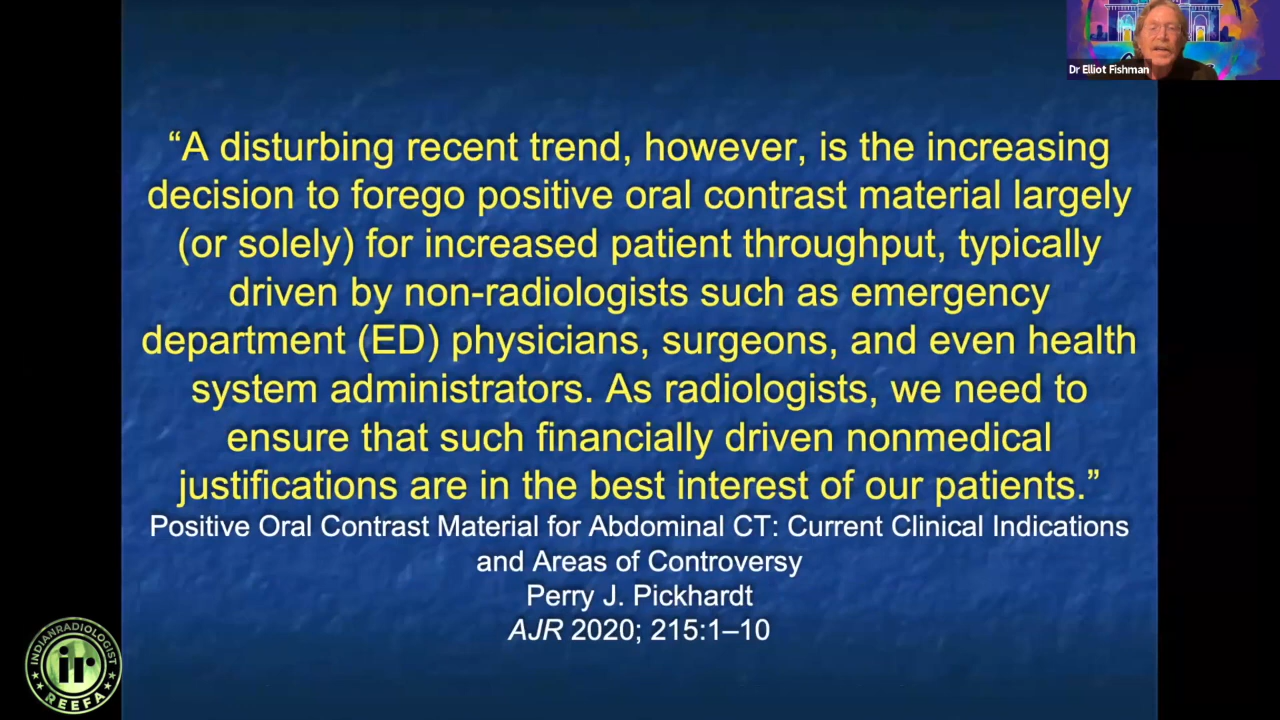 Dr Elliot Fishman
“A disturbing recent trend, however, is the increasing
decision to forego positive oral contrast material largely
(or solely) for increased patient throughput, typically
driven by non-radiologists such as emergency
department (ED) physicians, surgeons, and even health
system administrators. As radiologists, we need to
ensure that such financially driven nonmedical
justifications are in the best interest of our patients.”
Positive Oral Contrast Material for Abdominal CT: Current Clinical Indications
and Areas of Controversy
Perry J. Pickhardt
AJR 2020; 215:1–10
INDIANRADIOLOGIST
ir
REEFA